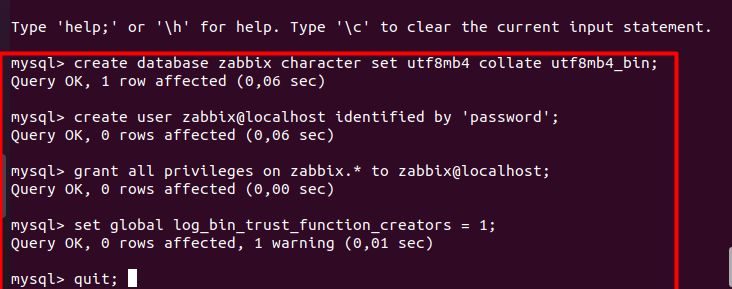 Type 'help;' or '\h' for help. Type '\c' to clear the current input statement.
mysql> create database zabbix character set utf8mb4 collate utf8mb4_bin;
Query OK, 1 row affected (0,06 sec)
mysql> create user zabbix@localhost identified by 'password';
Query OK, 0 rows affected (0,06 sec)
mysql> grant all privileges on zabbix.* to zabbix@localhost;
Query OK, 0 rows affected (0,00 sec)
mysql> set global log_bin_trust_function_creators = 1;
Query OK, 0 rows affected, 1 warning (0,01 sec)
mysql> quit;